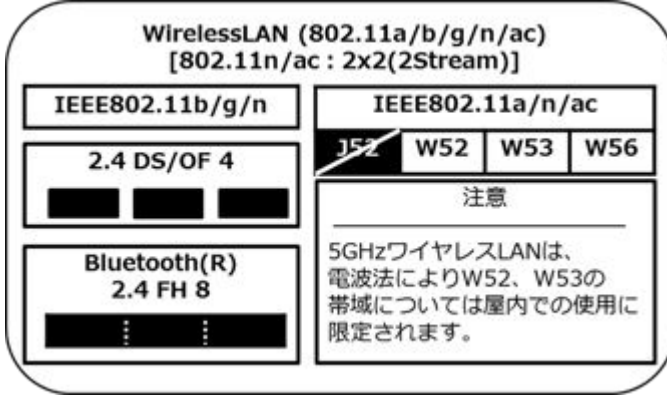 WirelessLAN (802.11a/b/g/n/ac)
[802.11n/ac : 2x2(2Stream)]
IEEE802.11b/g/n
2.4 DS/OF 4
Bluetooth(R)
2.4 FH 8
IEEE802.11a/n/ac
J52 W52 W53 W56
注意
5GHzワイヤレスLANは、
電波法によりW52、W53の
帯域については屋内での使用に
限定されます。